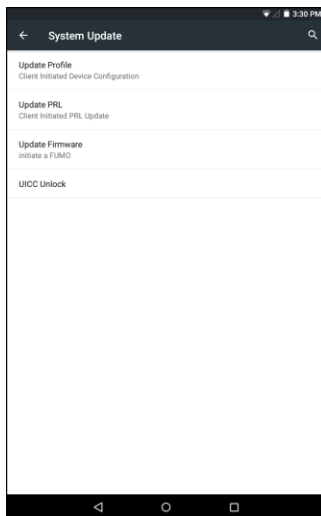 3:30 PM
System Update
Update Profile
Client Initiated Device Configuration
Update PRL
Client Initiated PRL Update
Update Firmware
initiate a FUMO
UICC Unlock